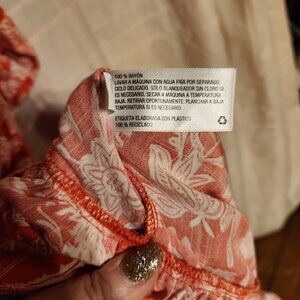 100 % RAYÓN
LAVAR A MÁQUINA CON AGUA FRÍA POR SEPARADO,
CICLO DELICADO. SÓLO BLANQUEADOR SIN CLORO SI
ES NECESARIO. SECAR A MÁQUINA A TEMPERATURA
BAJA. RETIRAR OPORTUNAMENTE. PLANCHAR A BAJA
TEMPERATURA SI ES NECESARIO.
ETIQUETA ELABORADA CON PLÁSTICO
100 % RECICLADO